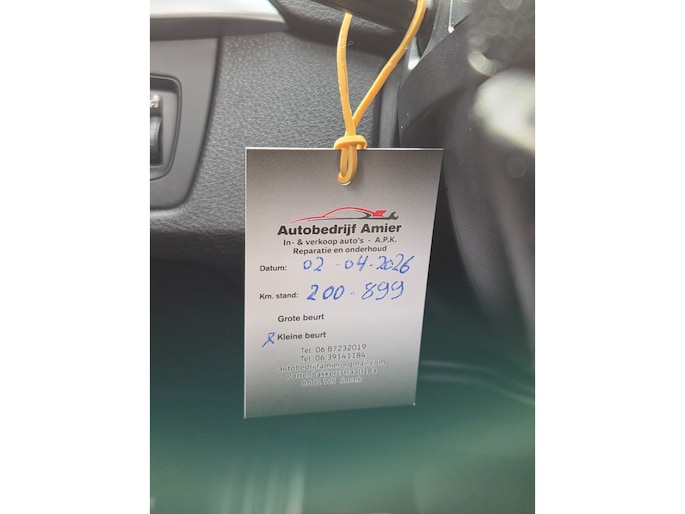 Autobedrijf Amier
In- & verkoop auto's - A.P.K.
Reparatie en onderhoud
Datum: 02-04-2026
Km. stand: 200-899
Grote beurt
Kleine beurt
Tel. 06 87232019
Tel. 06 39141184
Sneek